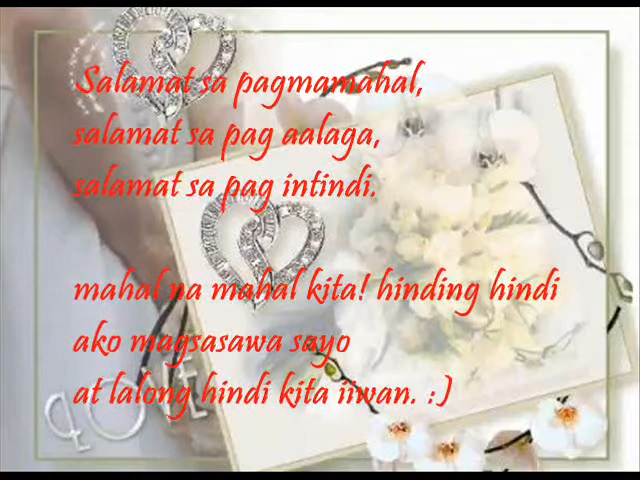 Salamat sa pagmamahal,
salamat sa pag aalaga,
salamat sa pag intindi.
mahal na mahal kita! hinding hindi
ako magsasawa sayo
at lalong hindi kita iiwan. :)